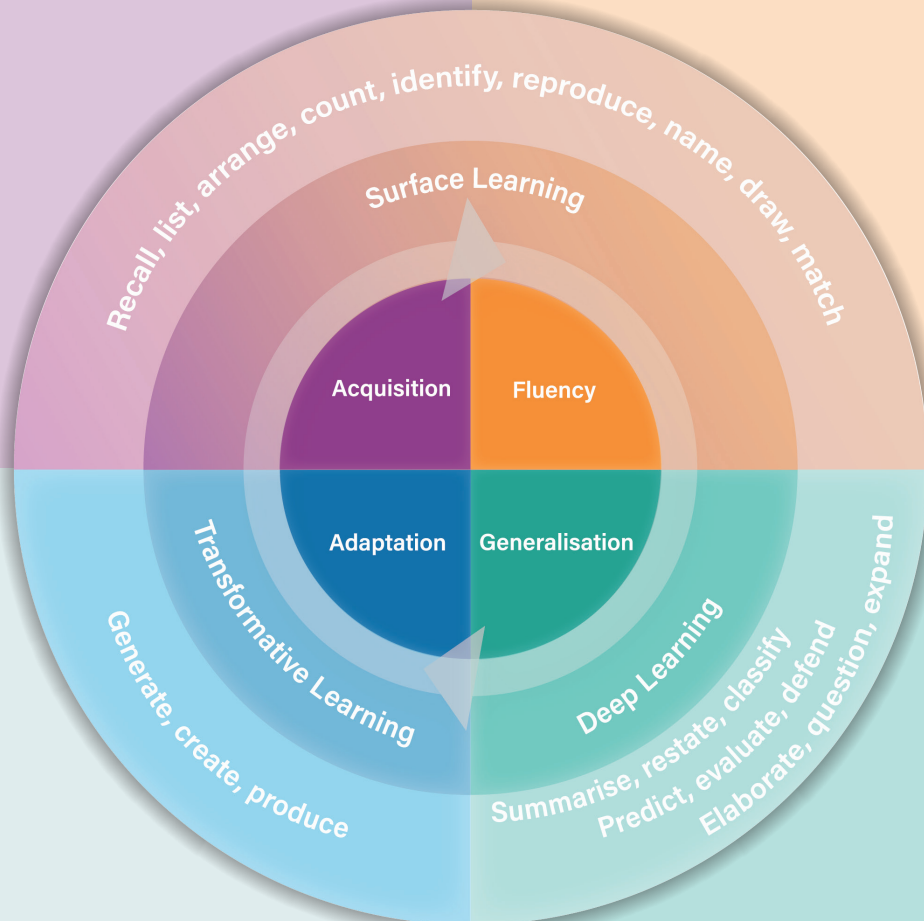 Recall, list, arrange, count, identify, reproduce, name, draw, match
Surface Learning
Acquisition
Fluency
Adaptation
Generalisation
Transformative Learning
Generate, create, produce
Deep Learning
Summarise, restate, classify
Predict, evaluate, defend
Elaborate, question, expand